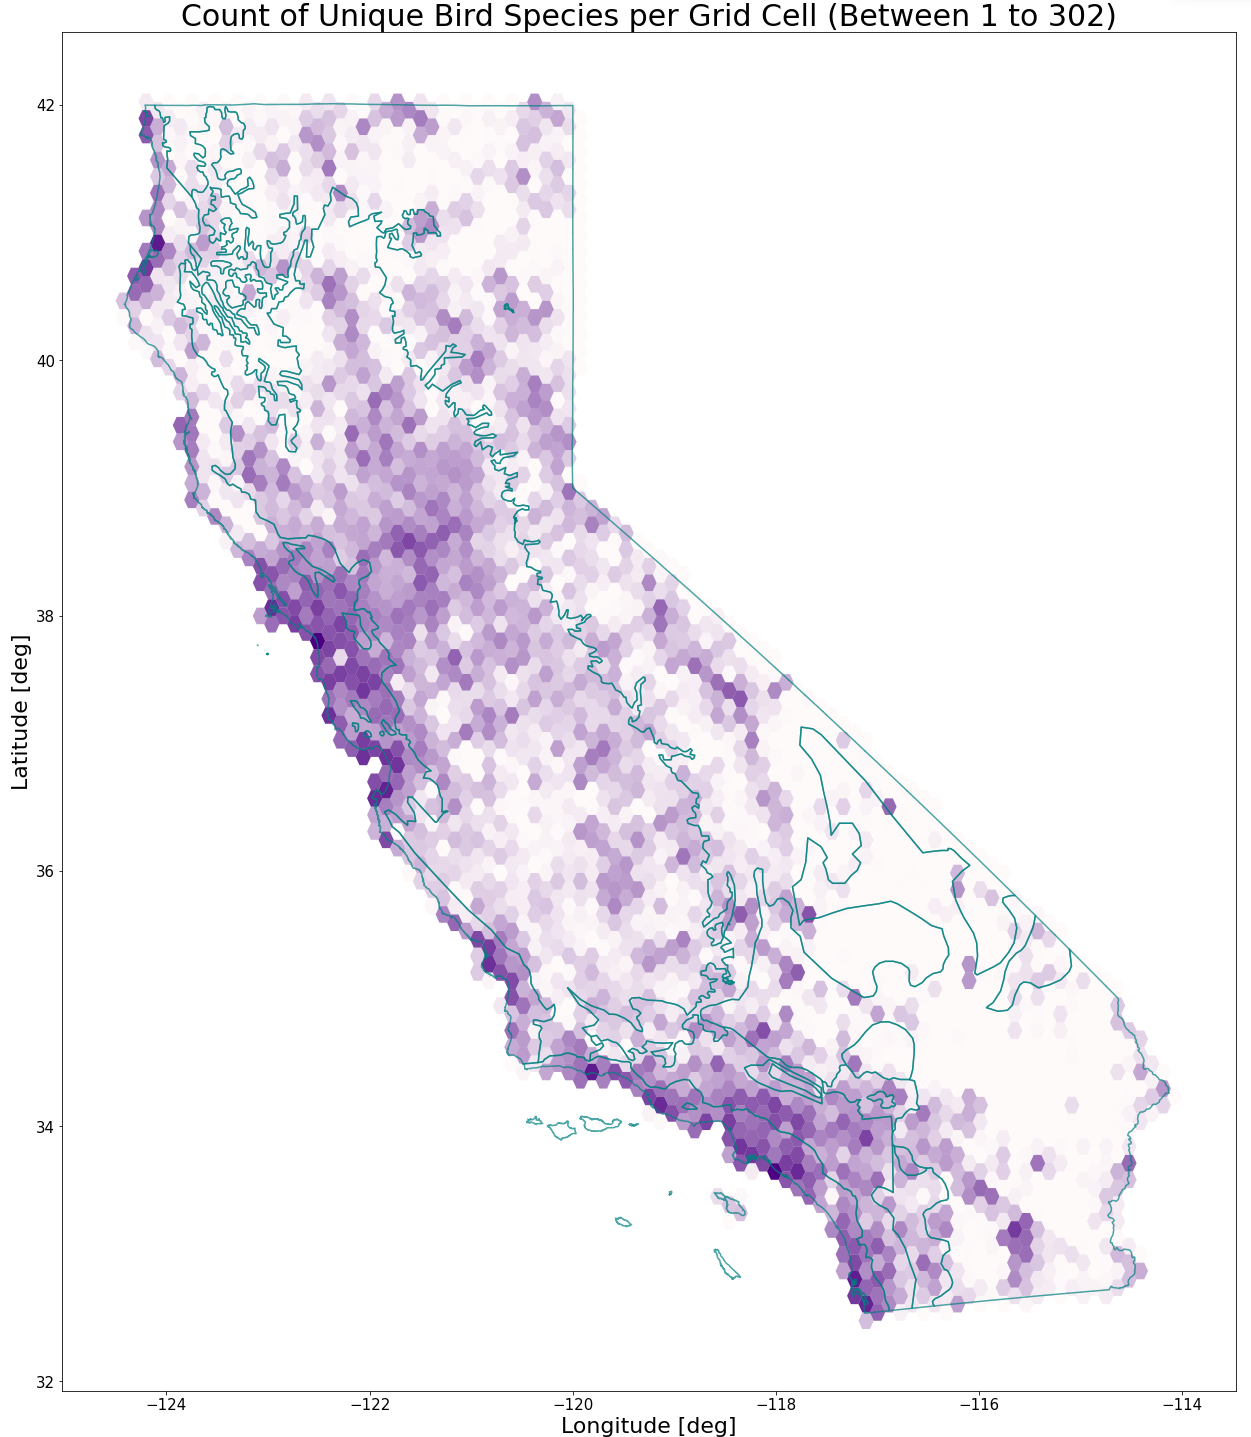 Count of Unique Bird Species per Grid Cell (Between 1 to 302)
42
40
38
36
34
32
Latitude [deg]
−124 −122 −120 −118 −116 −114
Longitude [deg]